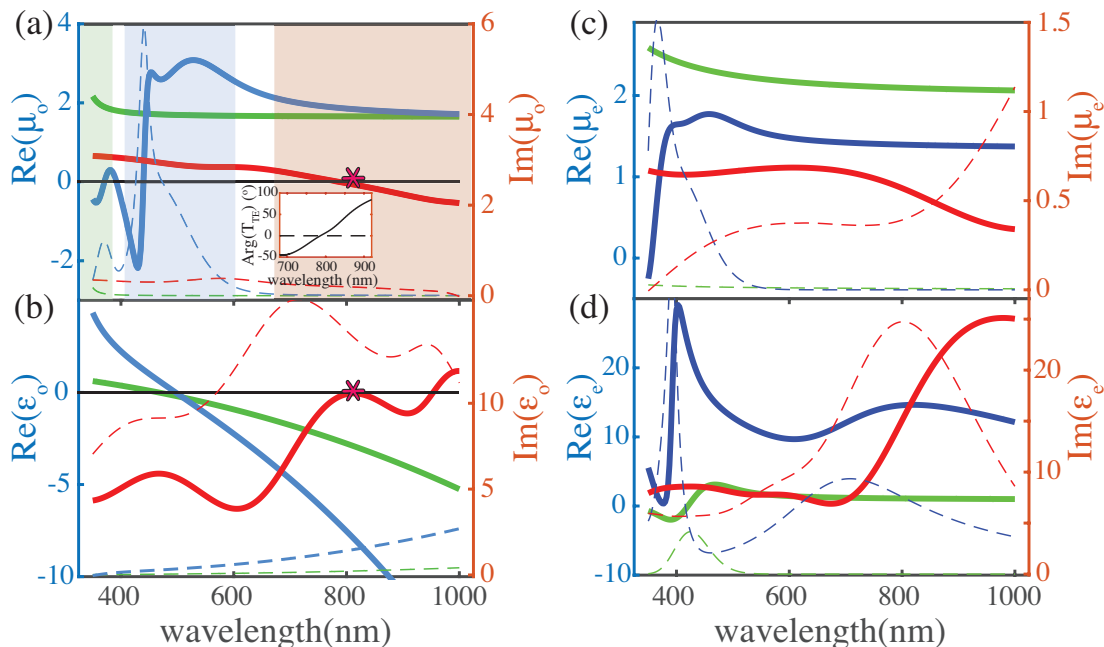 (a)
4
2
0
-2
Re(μo)
6
4
2
0
Im(μo)
100
50
0
-50
Arg(TTE) (o)
700 800 900
wavelength (nm)
(b)
0
-5
-10
Re(εo)
10
5
0
Im(εo)
400 600 800 1000
wavelength(nm)
(c)
2
1
0
Re(μe)
1.5
1
0.5
0
Im(μe)
(d)
20
10
0
-10
Re(εe)
20
10
0
Im(εe)
400 600 800 1000
wavelength(nm)